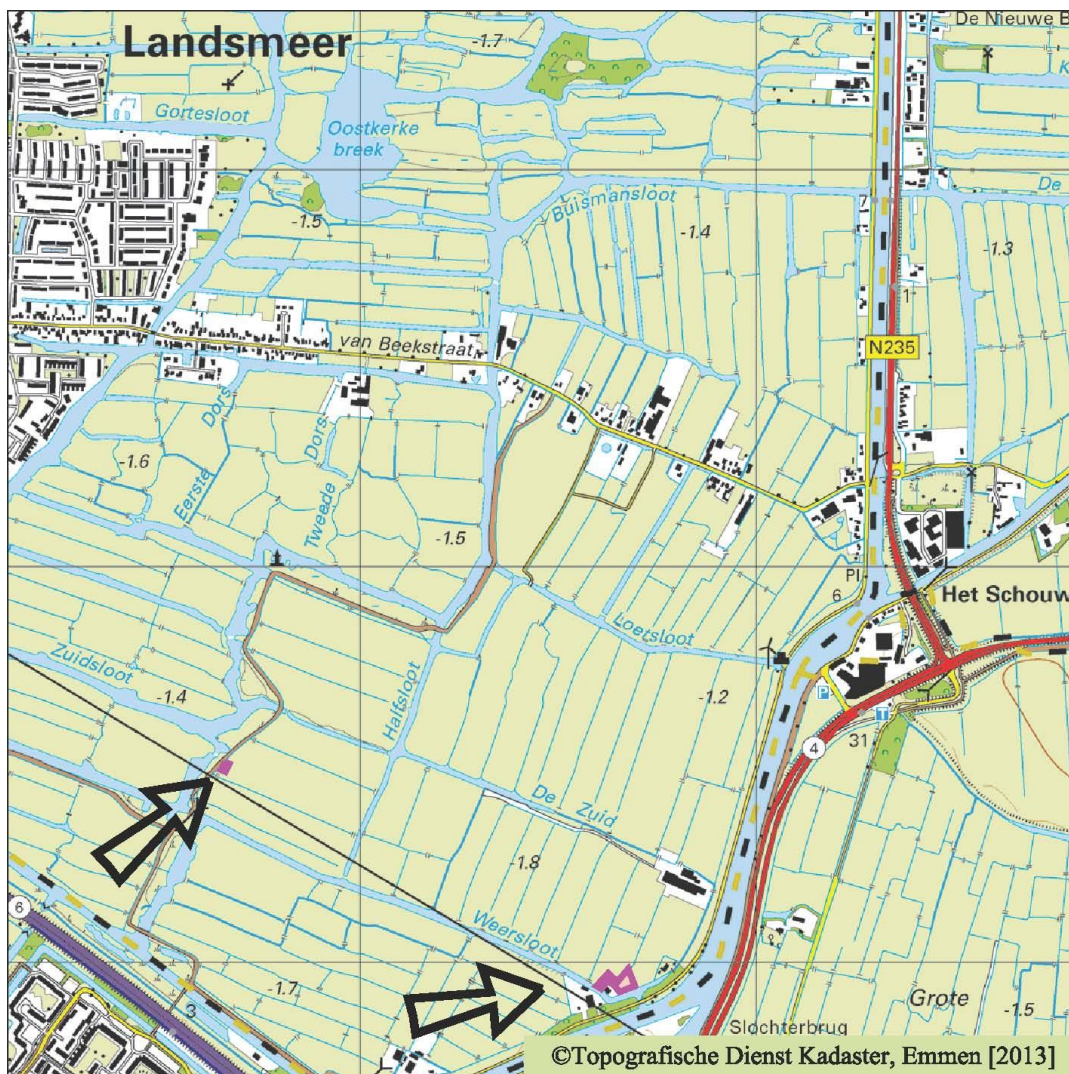 De Nieuwe B
Landsmeer
-1.7
K
Gortesloot
Oostkerke
breek
De
Buismansloot
7
-1.5
-1.4
-1.3
1
van Beekstraat
N235
Dors
Dors
-1.6
Eerste
Tweede
-1.5
Pl
6
Het Schouw
Loetsloot
Zuidsloot
-1.4
Halfsloot
-1.2
P
T
31
4
De Zuid
-1.8
6
Weersloot
-1.7
3
Grote
-1.5
Slochterbrug
©Topografische Dienst Kadaster, Emmen [2013]